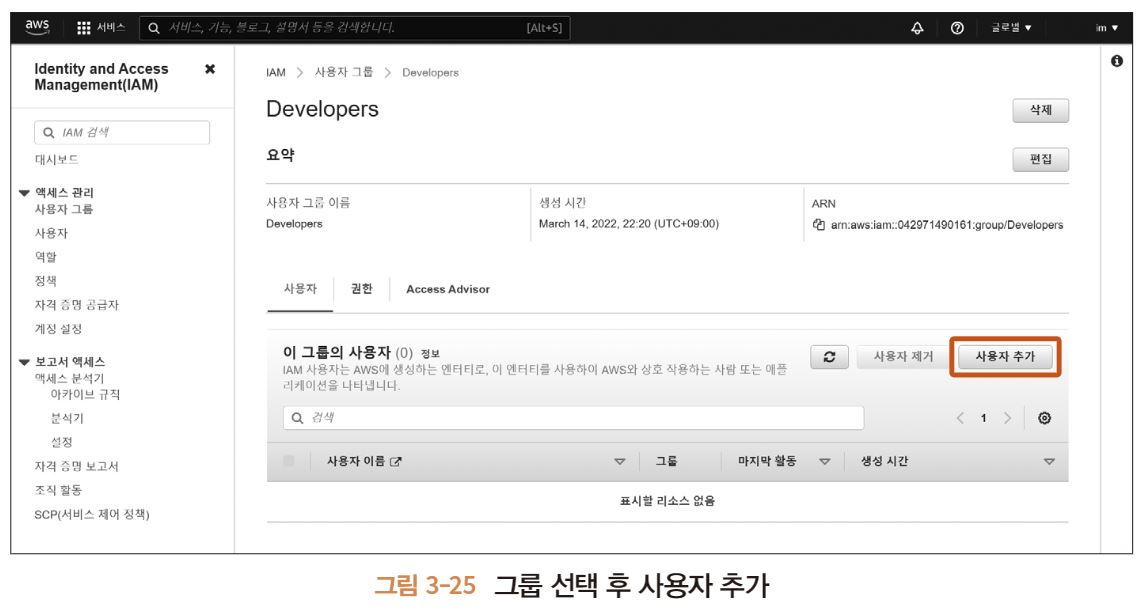 aws 서비스 서비스, 기능, 블로그, 설명서 등을 검색합니다. [Alt+S] 글로벌 ▼ im ▼
Identity and Access
Management(IAM)
IAM 검색
대시보드
액세스 관리
사용자 그룹
사용자
역할
정책
자격 증명 공급자
계정 설정
보고서 액세스
액세스 분석기
아카이브 규칙
분석기
설정
자격 증명 보고서
조직 활동
SCP(서비스 제어 정책)
IAM > 사용자 그룹 > Developers
Developers 삭제
요약 편집
사용자 그룹 이름 생성 시간 ARN
Developers March 14, 2022, 22:20 (UTC+09:00) arn:aws:iam::042971490161:group/Developers
사용자 권한 Access Advisor
이 그룹의 사용자 (0) 정보 사용자 제거 사용자 추가
IAM 사용자는 AWS에 생성하는 엔터티로, 이 엔터티를 사용하여 AWS와 상호 작용하는 사람 또는 애플
리케이션을 나타냅니다.
검색 < 1 >
사용자 이름 그룹 마지막 활동 생성 시간
표시할 리소스 없음
그림 3-25 그룹 선택 후 사용자 추가